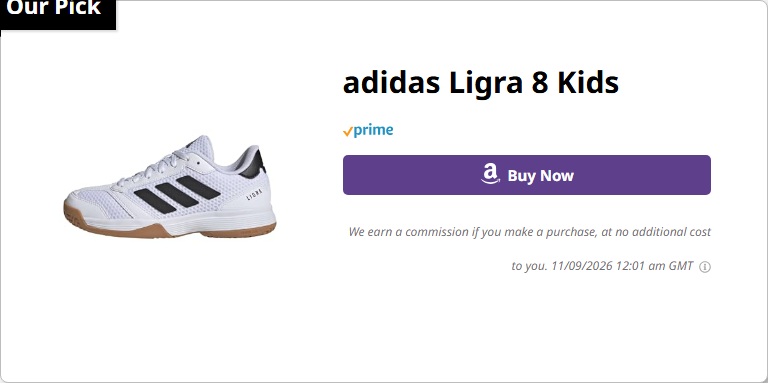 Our Pick
adidas Ligra 8 Kids
prime
a Buy Now
LIGRA
We earn a commission if you make a purchase, at no additional cost
to you. 11/09/2026 12:01 am GMT